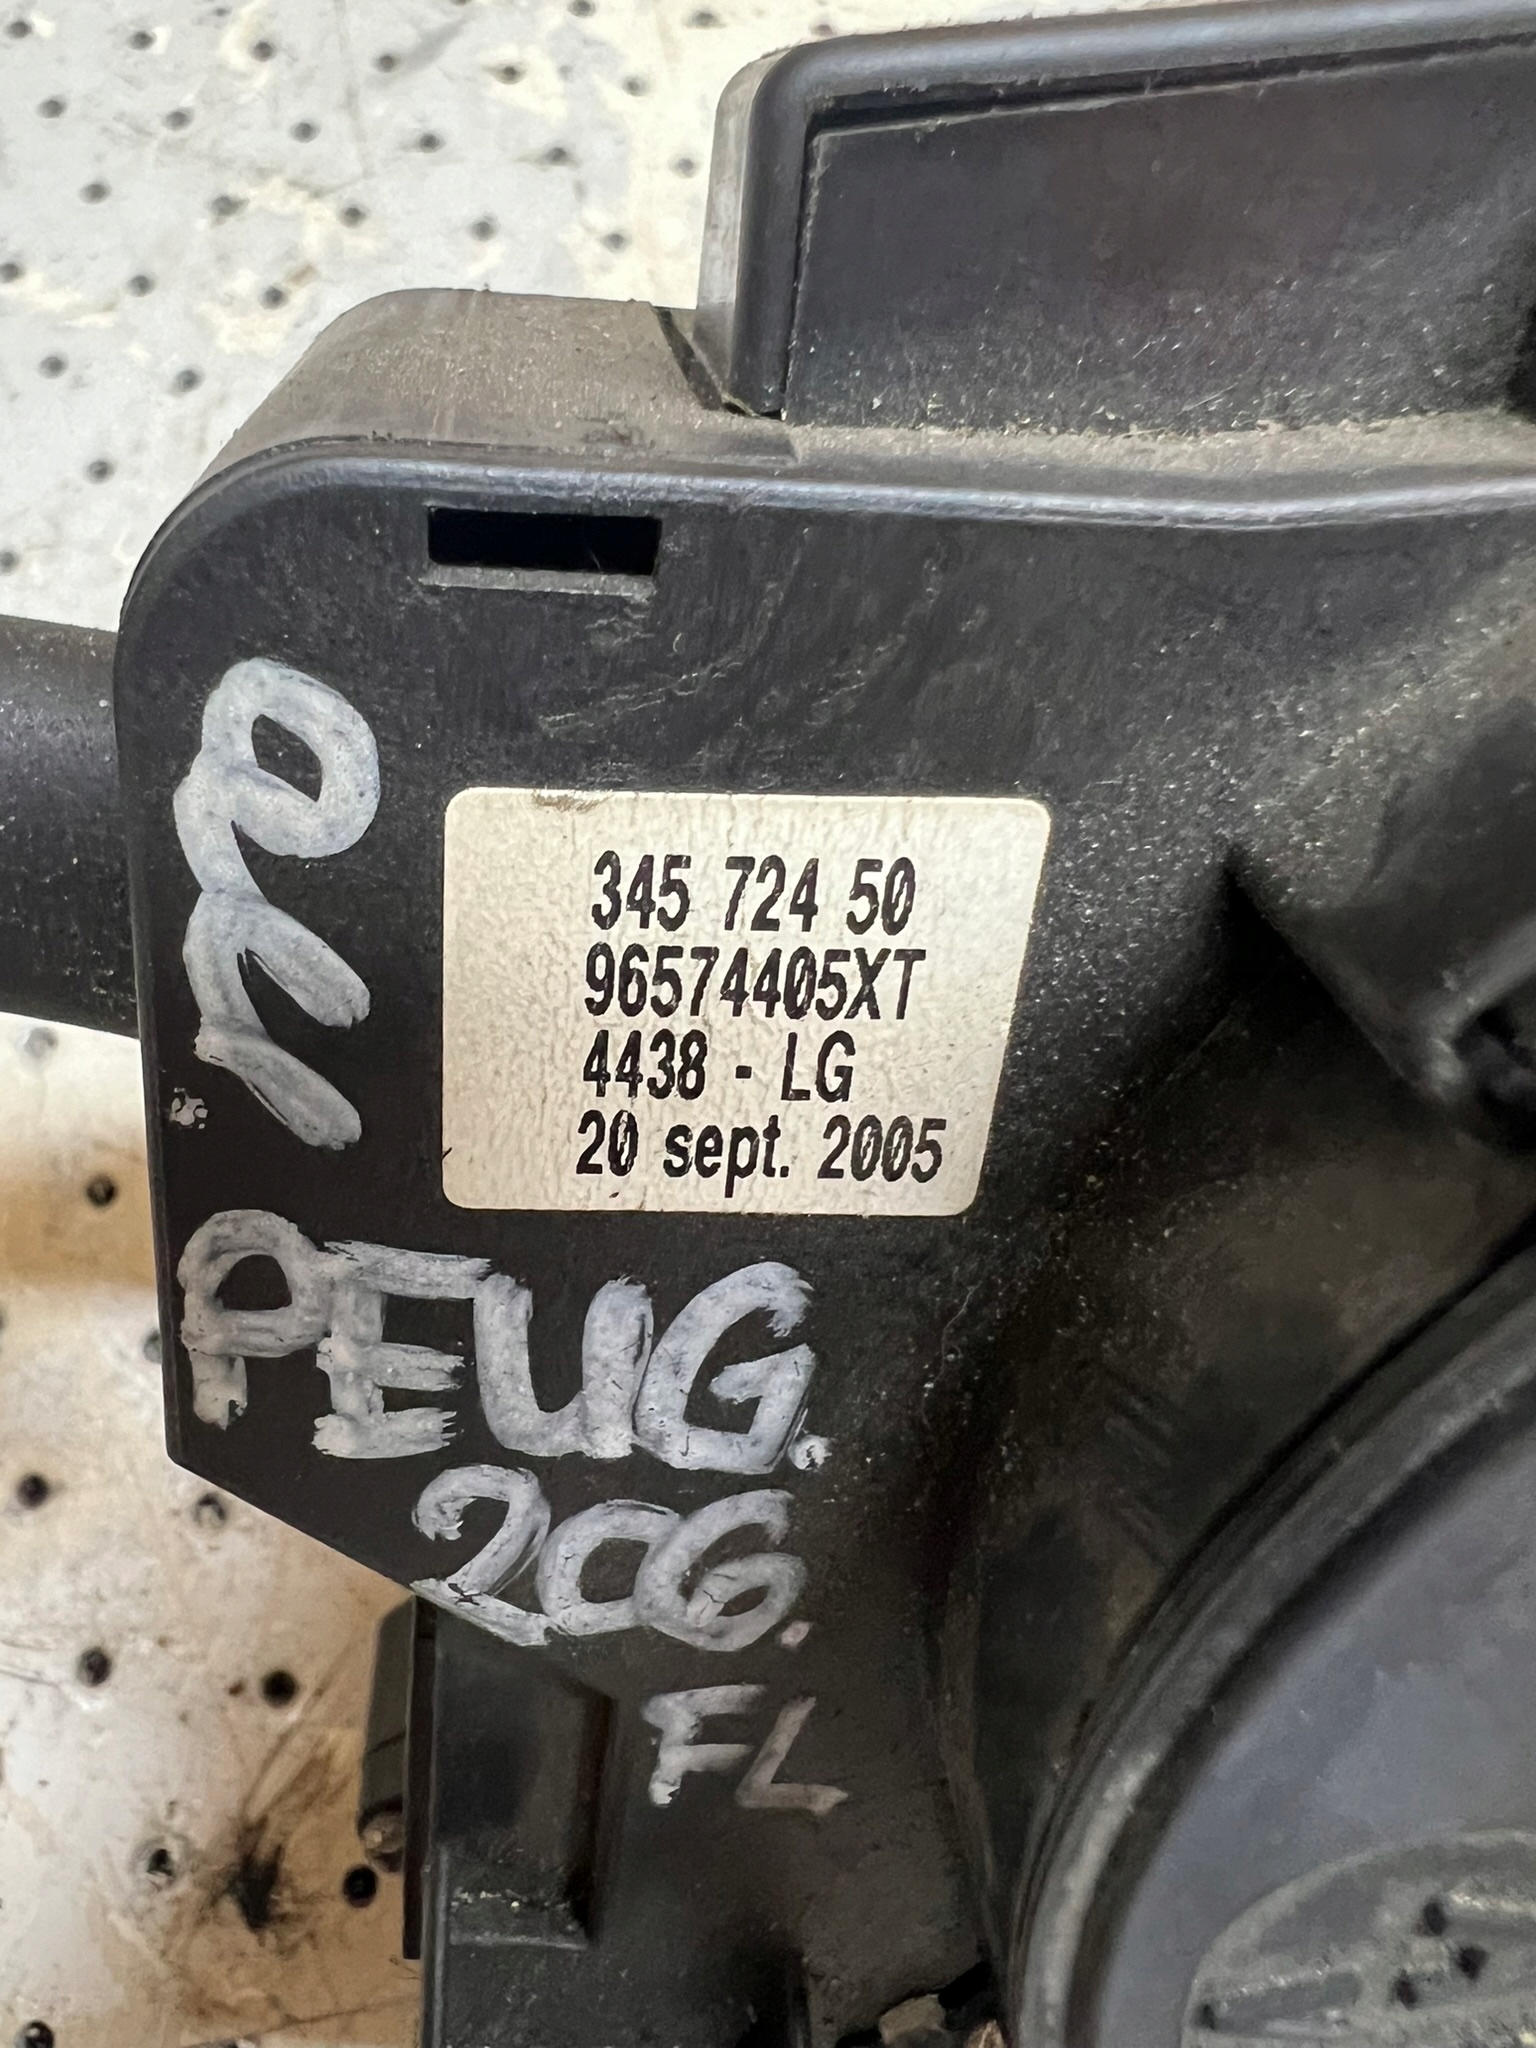 345 724 50
96574405XT
4438 - LG
20 sept. 2005
PEUG.
206.
FL